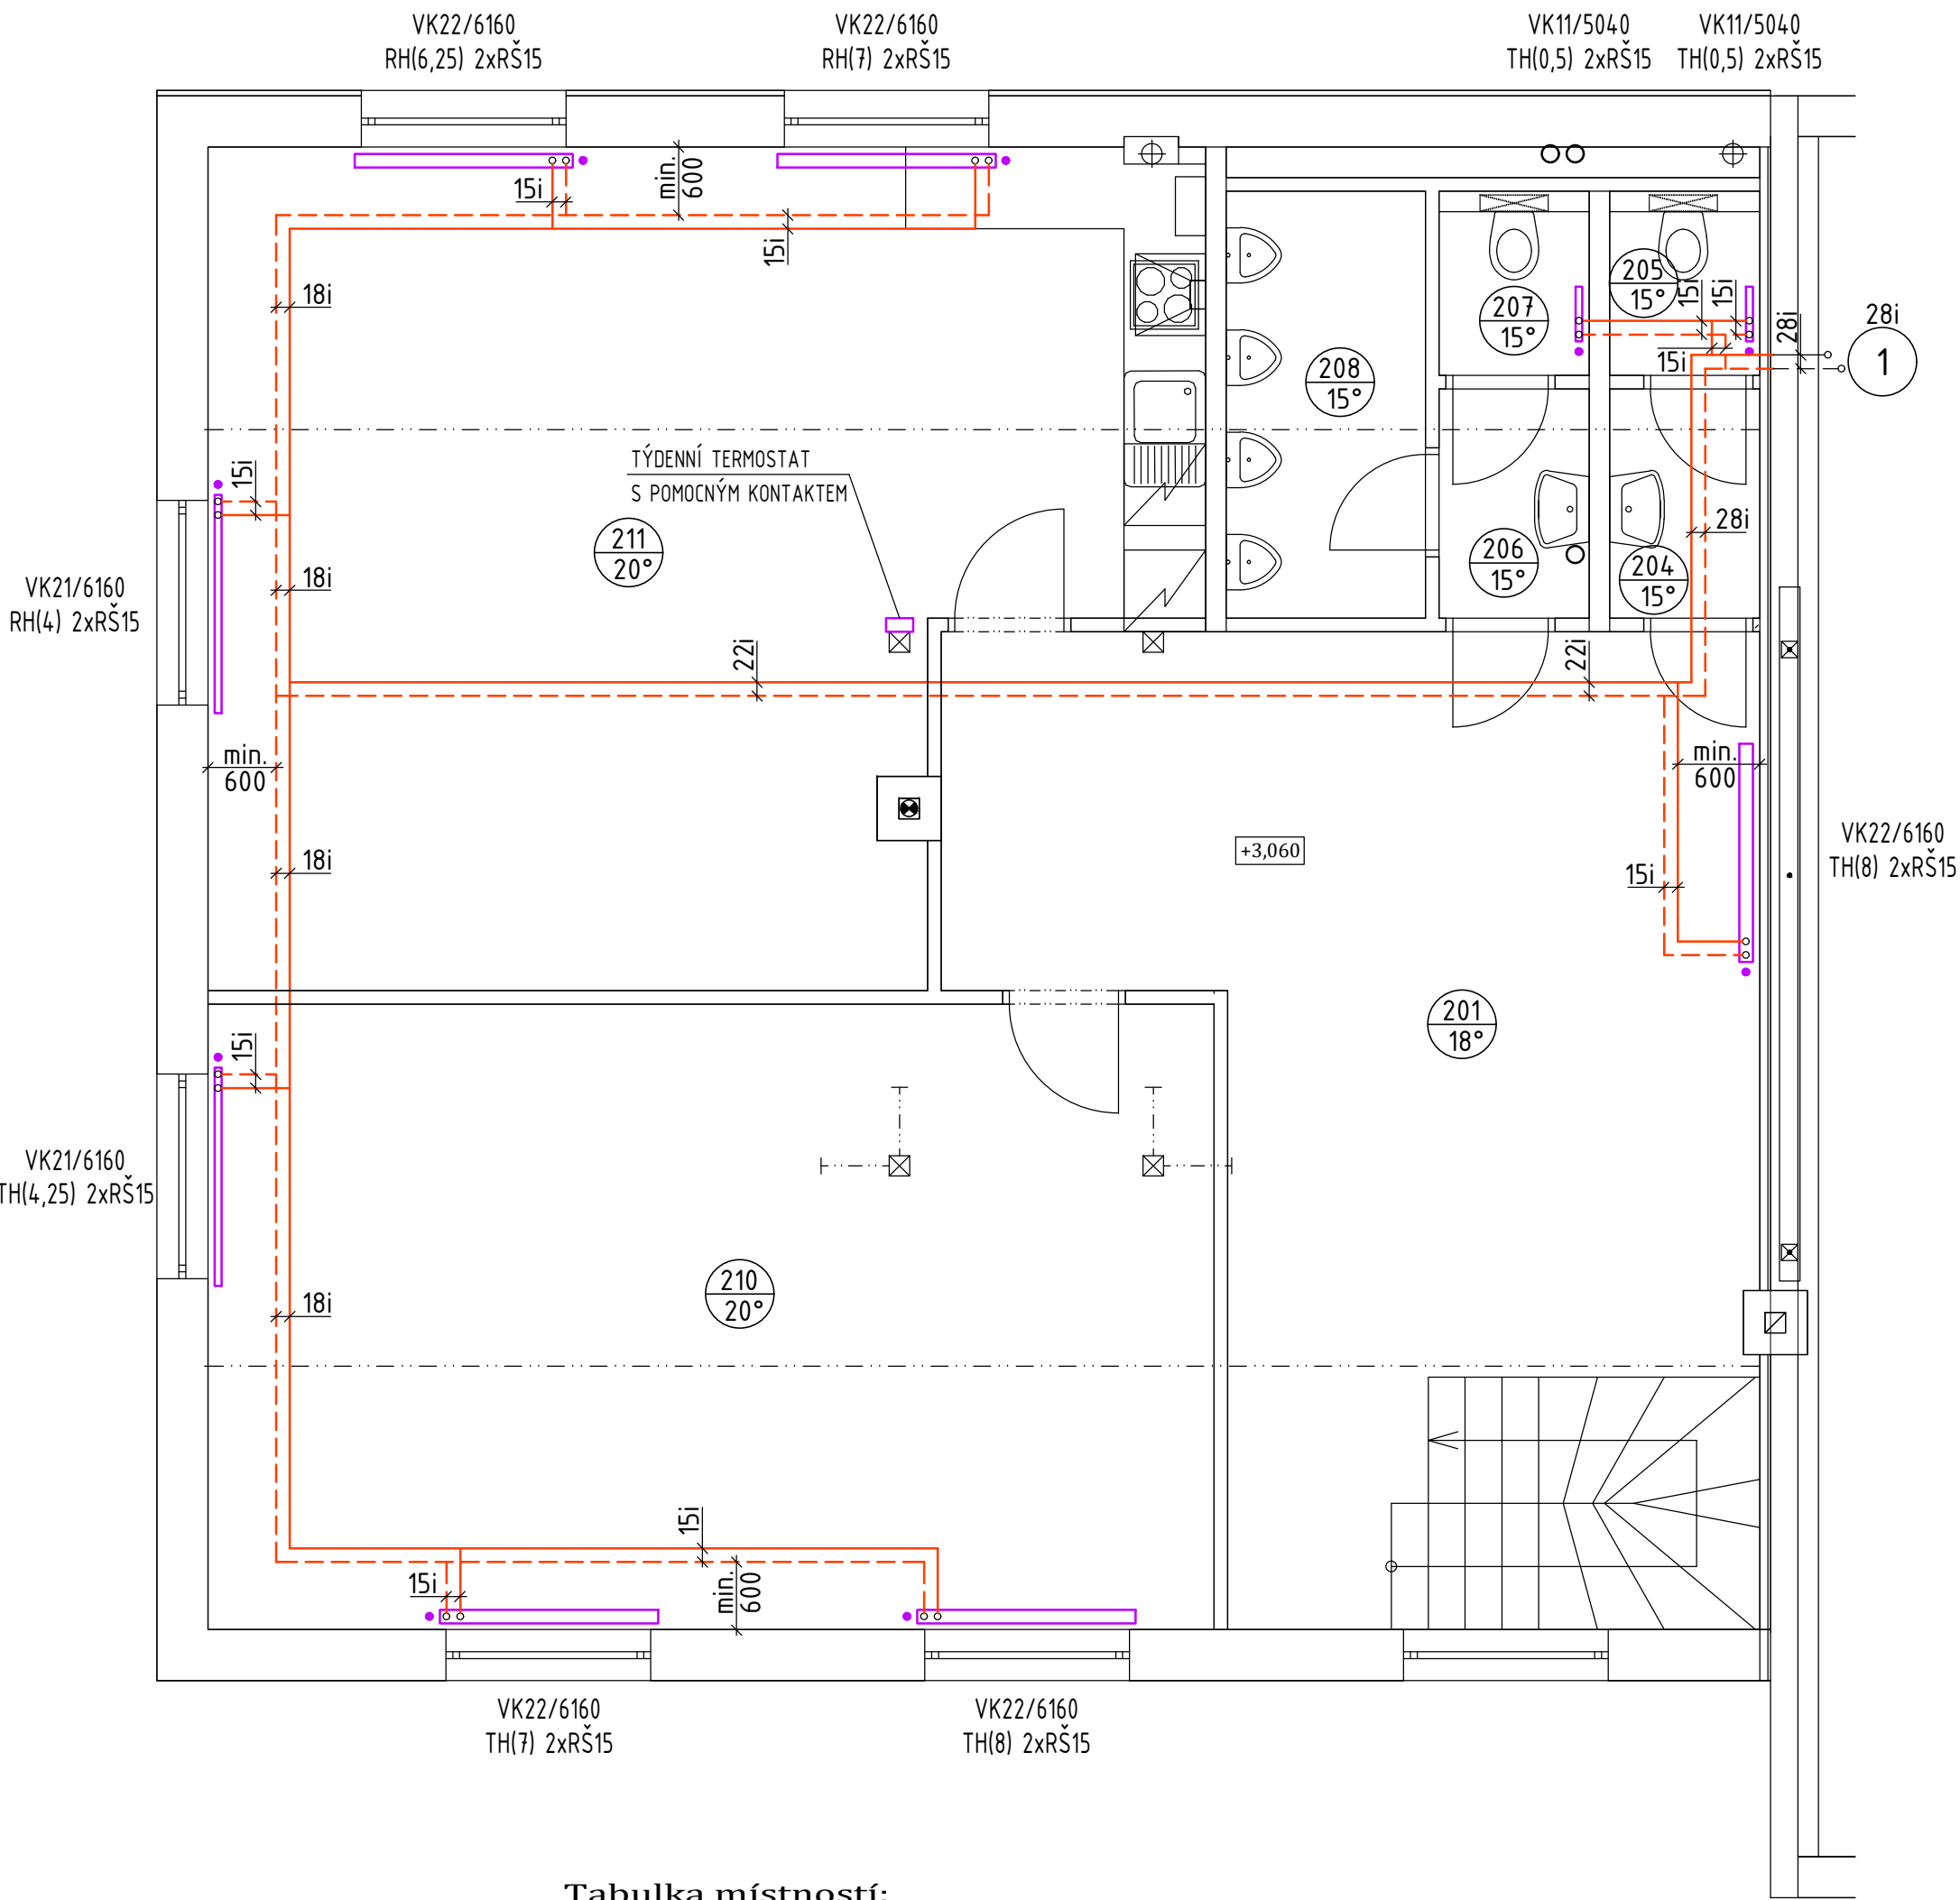 VK22/6160
RH(6,25) 2xRŠ15
VK22/6160
RH(7) 2xRŠ15
VK11/5040
TH(0,5) 2xRŠ15
VK11/5040
TH(0,5) 2xRŠ15
15i
min.
600
15i
18i
205
15°
207
15°
15i
15i
15i
28i
28i
1
208
15°
TÝDENNÍ TERMOSTAT
S POMOCNÝM KONTAKTEM
15i
211
20°
28i
206
15°
204
15°
VK21/6160
RH(4) 2xRŠ15
18i
22i
22i
min.
600
min.
600
18i
+3,060
15i
VK22/6160
TH(8) 2xRŠ15
201
18°
15i
VK21/6160
TH(4,25) 2xRŠ15
18i
210
20°
15i
15i
min.
600
VK22/6160
TH(7) 2xRŠ15
VK22/6160
TH(8) 2xRŠ15
Tabulka místností: